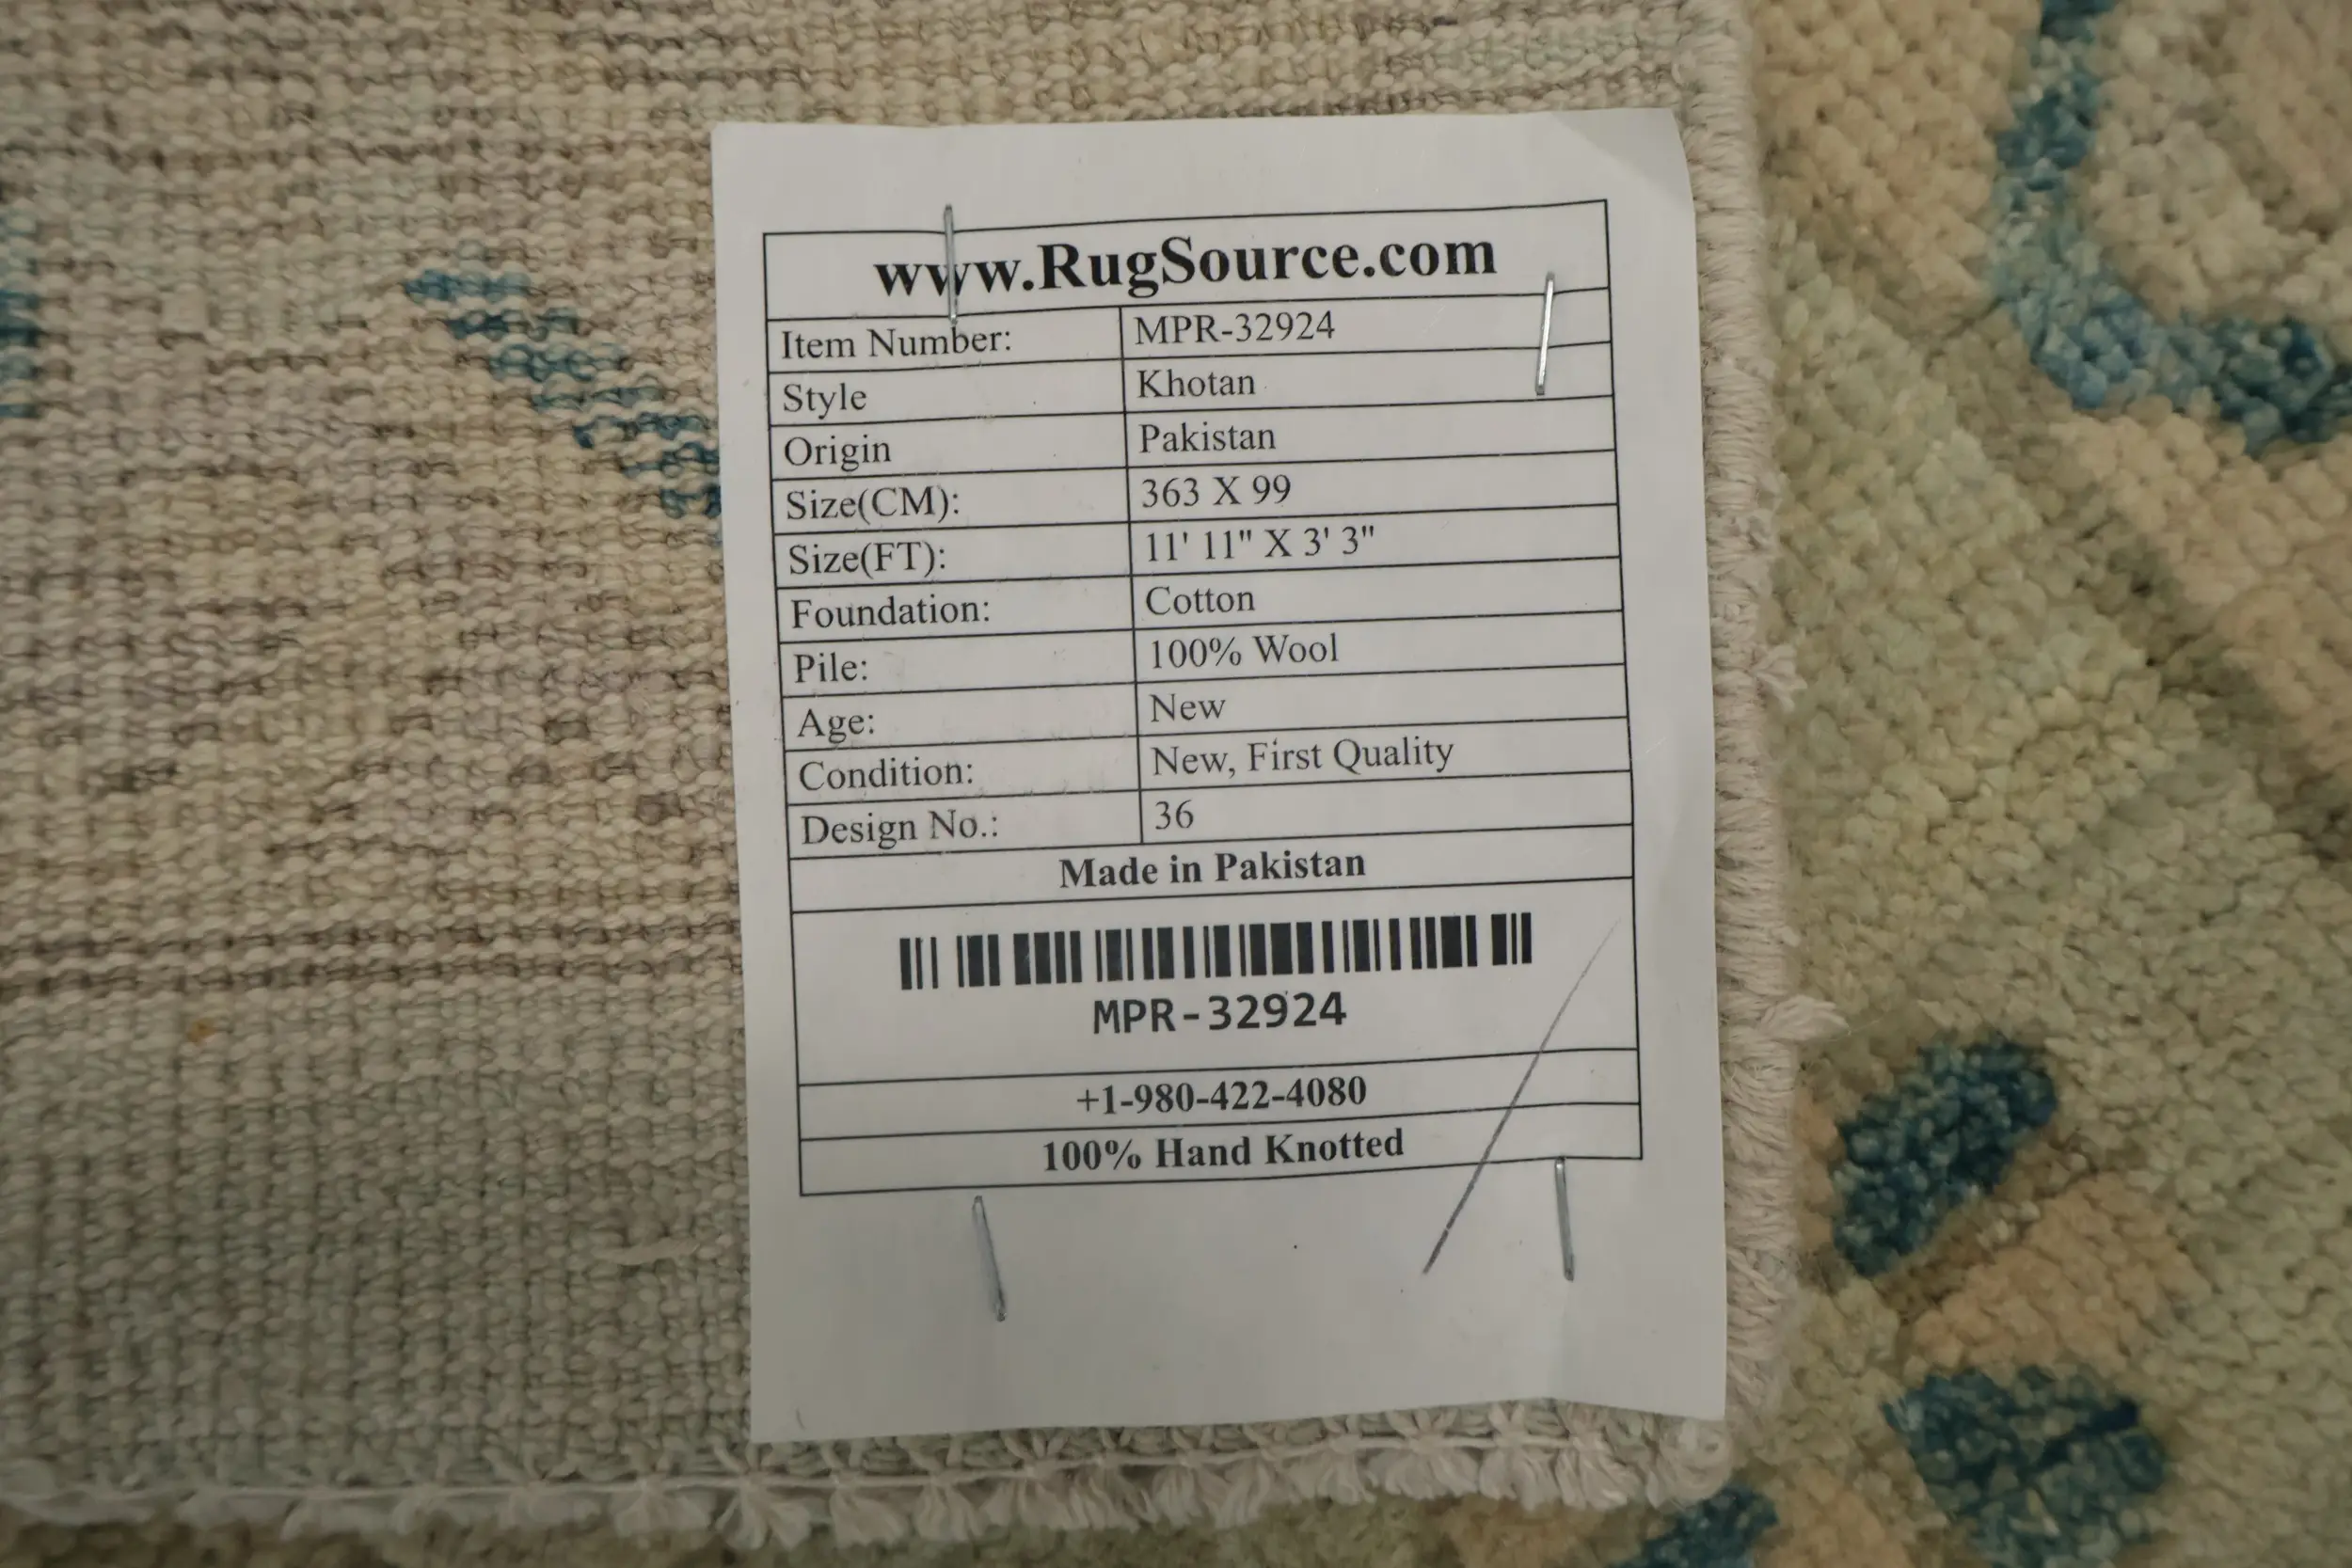 www.RugSource.com
Item Number: MPR-32924
Style Khotan
Origin Pakistan
Size(CM): 363 X 99
Size(FT): 11' 11" X 3' 3"
Foundation: Cotton
Pile: 100% Wool
Age: New
Condition: New, First Quality
Design No.: 36
Made in Pakistan
MPR-32924
+1-980-422-4080
100% Hand Knotted